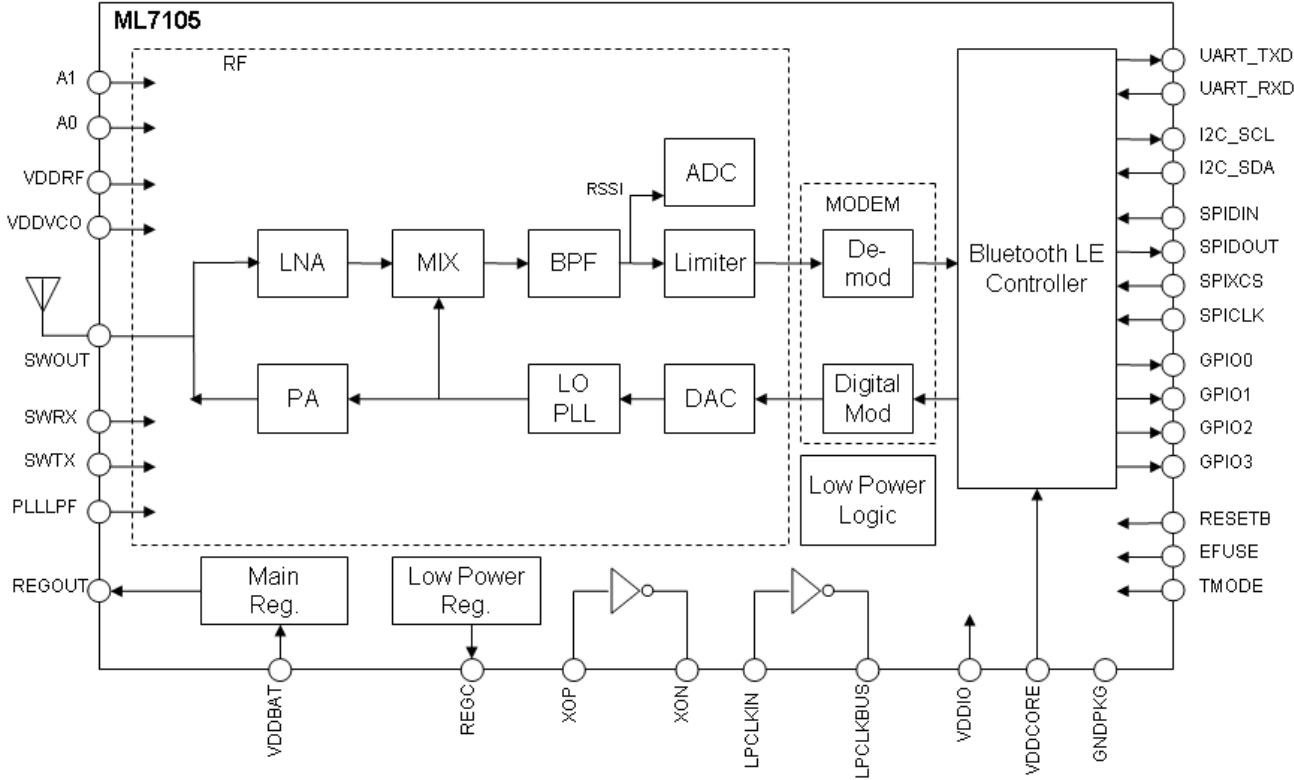 ML7105
RF
A1
A0
VDDRF
VDDVCO
SWOUT
SWRX
SWTX
PLLLPF
REGOUT
LNA
MIX
BPF
RSSI
ADC
Limiter
PA
LO
PLL
DAC
MODEM
De-
mod
Digital
Mod
Low Power
Logic
Bluetooth LE
Controller
UART_TXD
UART_RXD
I2C_SCL
I2C_SDA
SPIDIN
SPIDOUT
SPIXCS
SPICLK
GPIO0
GPIO1
GPIO2
GPIO3
RESETB
EFUSE
TMODE
Main
Reg.
Low Power
Reg.
VDDBAT
REGC
XOP
XON
LPCLKIN
LPCLKBUS
VDDIO
VDDCORE
GNDPKG